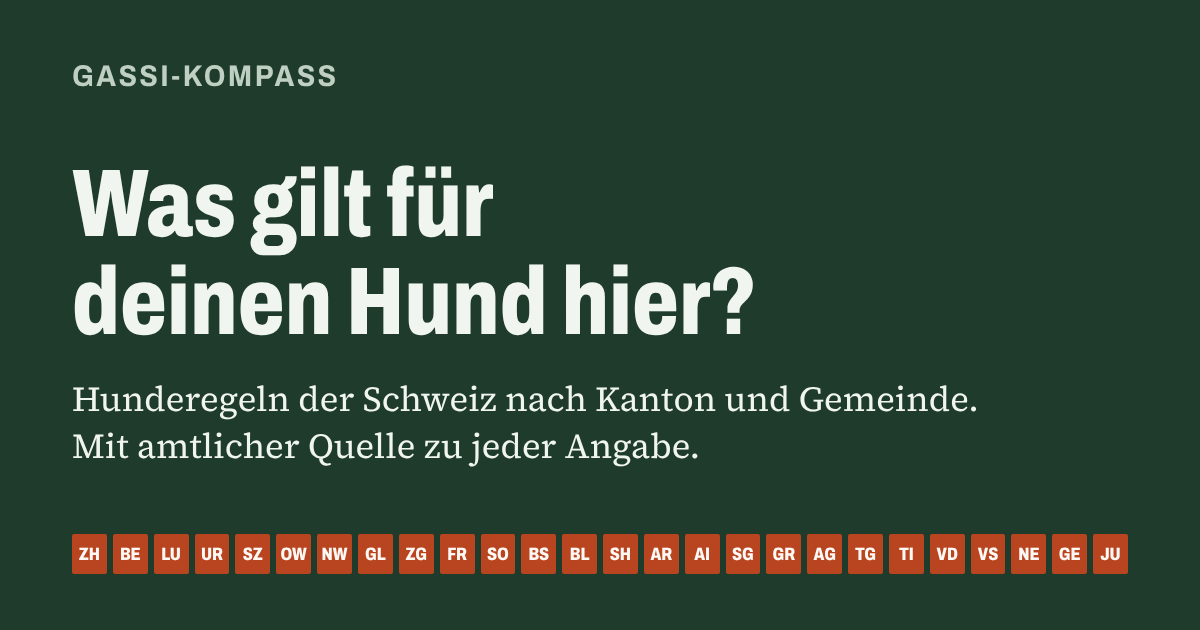 GASSI-KOMPASS
Was gilt für
deinen Hund hier?
Hunderegeln der Schweiz nach Kanton und Gemeinde.
Mit amtlicher Quelle zu jeder Angabe.
ZH BE LU UR SZ OW NW GL ZG FR SO BS BL SH AR AI SG GR AG TG TI VD VS NE GE JU